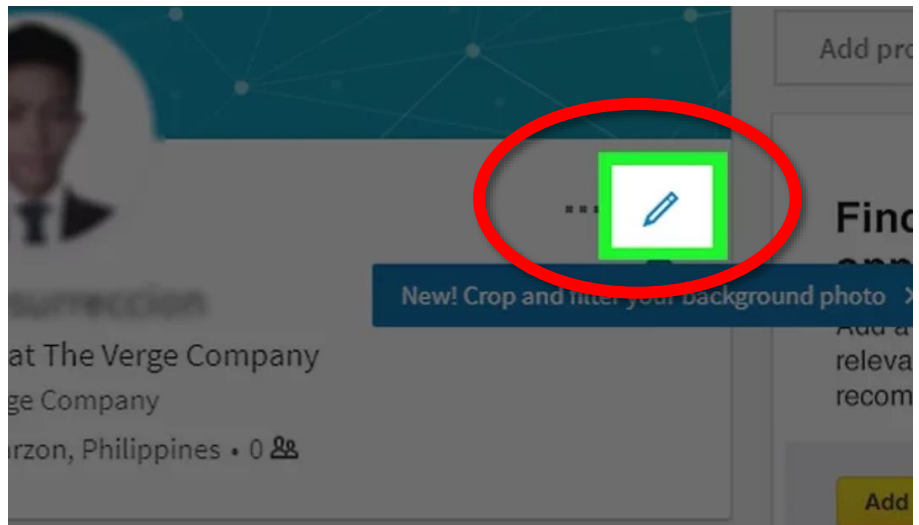 Add pro
New! Crop and filter your background photo ×
at The Verge Company
ge Company
rzon, Philippines • 0
Find
Add a
releva
recom
Add